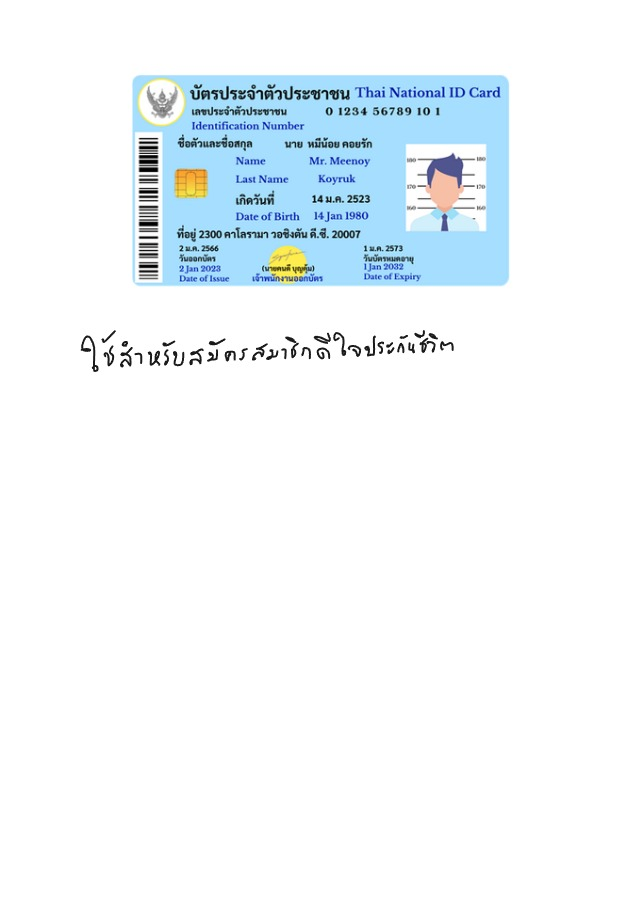 บัตรประจำตัวประชาชน Thai National ID Card
เลขประจำตัวประชาชน 0 1234 56789 10 1
Identification Number
ชื่อตัวและชื่อสกุล นาย หมีน้อย คอยรัก
Name Mr. Meenoy
Last Name Koyruk
เกิดวันที่ 14 ม.ค. 2523
Date of Birth 14 Jan 1980
ที่อยู่ 2300 คาโลรามา วอชิงตัน ดี.ซี. 20007
180 180
170 170
160 160
2 ม.ค. 2566
วันออกบัตร
2 Jan 2023
Date of Issue
(นายคนดี บุญคุ้ม)
เจ้าพนักงานออกบัตร
1 ม.ค. 2573
วันบัตรหมดอายุ
1 Jan 2032
Date of Expiry
ใช้สำหรับสมัครสมาชิกดีใจประกันชีวิต